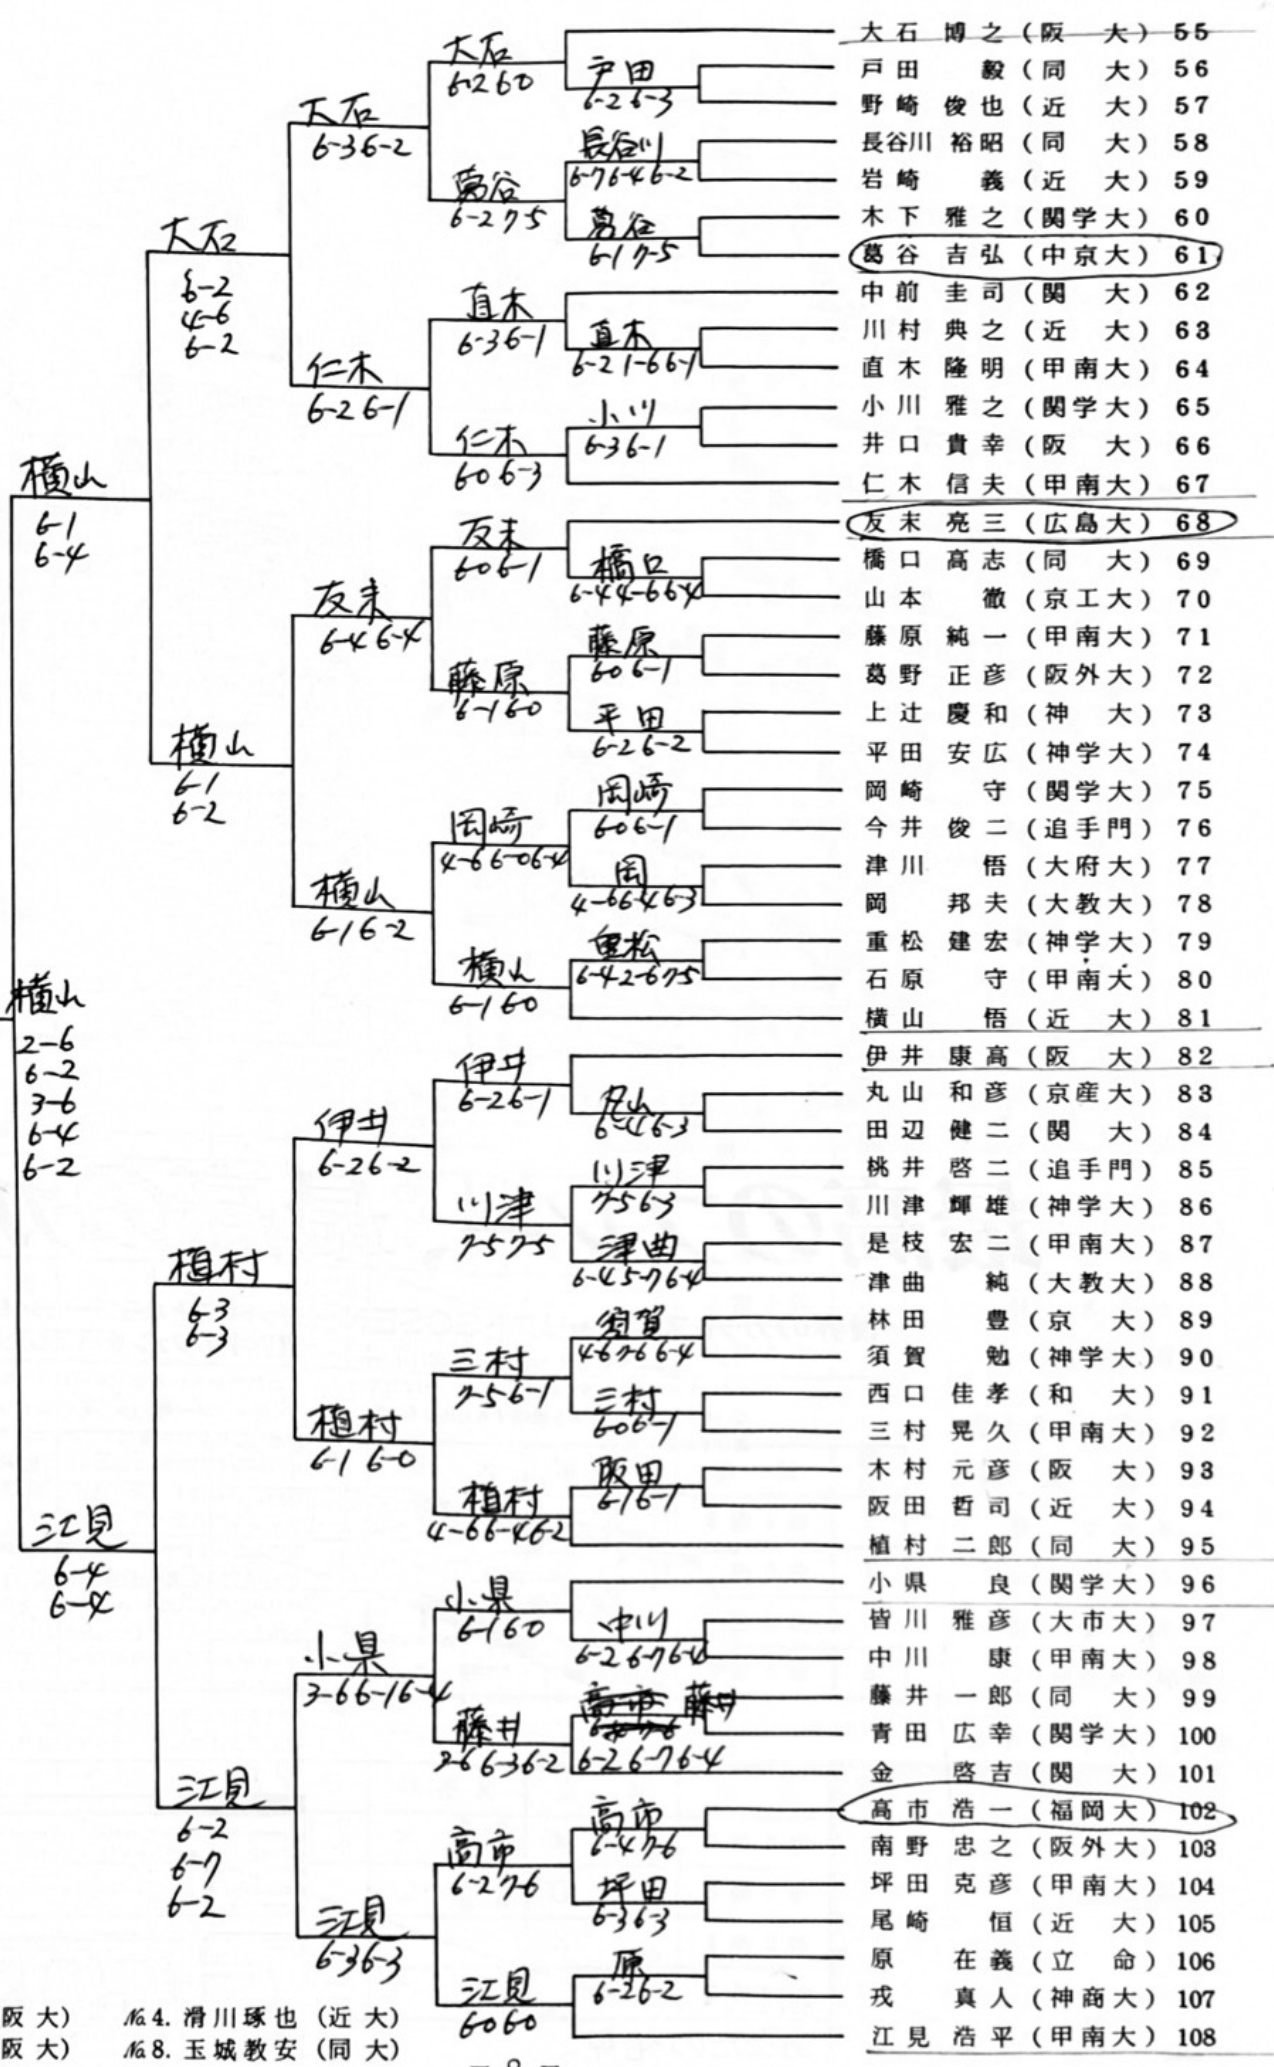 大石 博之 (阪 大) 55
戸田 毅 (同 大) 56
野崎 俊也 (近 大) 57
長谷川 裕昭 (同 大) 58
岩崎 義 (近 大) 59
木下 雅之 (関学大) 60
葛谷 吉弘 (中京大) 61
中前 圭司 (関 大) 62
川村 典之 (近 大) 63
直木 隆明 (甲南大) 64
小川 雅之 (関学大) 65
井口 貴幸 (阪 大) 66
仁木 信夫 (甲南大) 67
友末 亮三 (広島大) 68
橋口 高志 (同 大) 69
山本 徹 (京工大) 70
藤原 純一 (甲南大) 71
葛野 正彦 (阪外大) 72
上辻 慶和 (神 大) 73
平田 安広 (神学大) 74
岡崎 守 (関学大) 75
今井 俊二 (追手門) 76
津川 悟 (大府大) 77
岡 邦夫 (大教大) 78
重松 建宏 (神学大) 79
石原 守 (甲南大) 80
横山 悟 (近 大) 81
伊井 康高 (阪 大) 82
丸山 和彦 (京産大) 83
田辺 健二 (関 大) 84
桃井 啓二 (追手門) 85
川津 輝雄 (神学大) 86
是枝 宏二 (甲南大) 87
津曲 純 (大教大) 88
林田 豊 (京 大) 89
須賀 勉 (神学大) 90
西口 佳孝 (和 大) 91
三村 晃久 (甲南大) 92
木村 元彦 (阪 大) 93
阪田 哲司 (近 大) 94
植村 二郎 (同 大) 95
小県 良 (関学大) 96
皆川 雅彦 (大市大) 97
中川 康 (甲南大) 98
藤井 一郎 (同 大) 99
青田 広幸 (関学大) 100
金 啓吉 (関 大) 101
高市 浩一 (福岡大) 102
南野 忠之 (阪外大) 103
坪田 克彦 (甲南大) 104
尾崎 恒 (近 大) 105
原 在義 (立 命) 106
戎 真人 (神商大) 107
江見 浩平 (甲南大) 108
戸田
6-2 6-3
長谷川
6-7 6-4 6-2
葛谷
6-1 7-5
直木
6-2 1-6 6-1
小川
6-3 6-1
橋口
6-4 4-6 6-4
藤原
6-0 6-1
平田
6-2 6-2
岡崎
6-0 6-1
岡
4-6 6-4 6-3
重松
6-4 2-6 7-5
丸山
6-4 6-3
川津
7-5 6-3
津曲
6-4 5-7 6-4
須賀
4-6 7-6 6-4
三村
6-0 6-1
阪田
6-1 6-1
中川
6-2 6-7 6-4
高市 藤井
6-2 6-7 6-4
高市
6-4 7-6
坪田
6-3 6-3
原
6-2 6-2
大石
6-2 6-0
葛谷
6-2 7-5
直木
6-3 6-1
仁木
6-0 6-3
友末
6-0 6-1
藤原
6-1 6-0
岡崎
4-6 6-0 6-4
横山
6-1 6-0
伊井
6-2 6-1
川津
7-5 7-5
三村
7-5 6-1
植村
4-6 6-4 6-2
小県
6-1 6-0
藤井
2-6 6-3 6-2
高市
6-2 7-6
江見
6-0 6-0
大石
6-3 6-2
仁木
6-2 6-1
友末
6-4 6-4
横山
6-1 6-2
伊井
6-2 6-2
植村
6-1 6-0
小県
3-6 6-1 6-4
江見
6-3 6-3
大石
6-2
4-6
6-2
横山
6-1
6-2
植村
6-3
6-3
江見
6-2
6-7
6-2
横山
6-1
6-4
江見
6-4
6-4
横山
2-6
6-2
3-6
6-4
6-2
阪大) №4. 滑川琢也 (近大)
阪大) №8. 玉城教安 (同大)